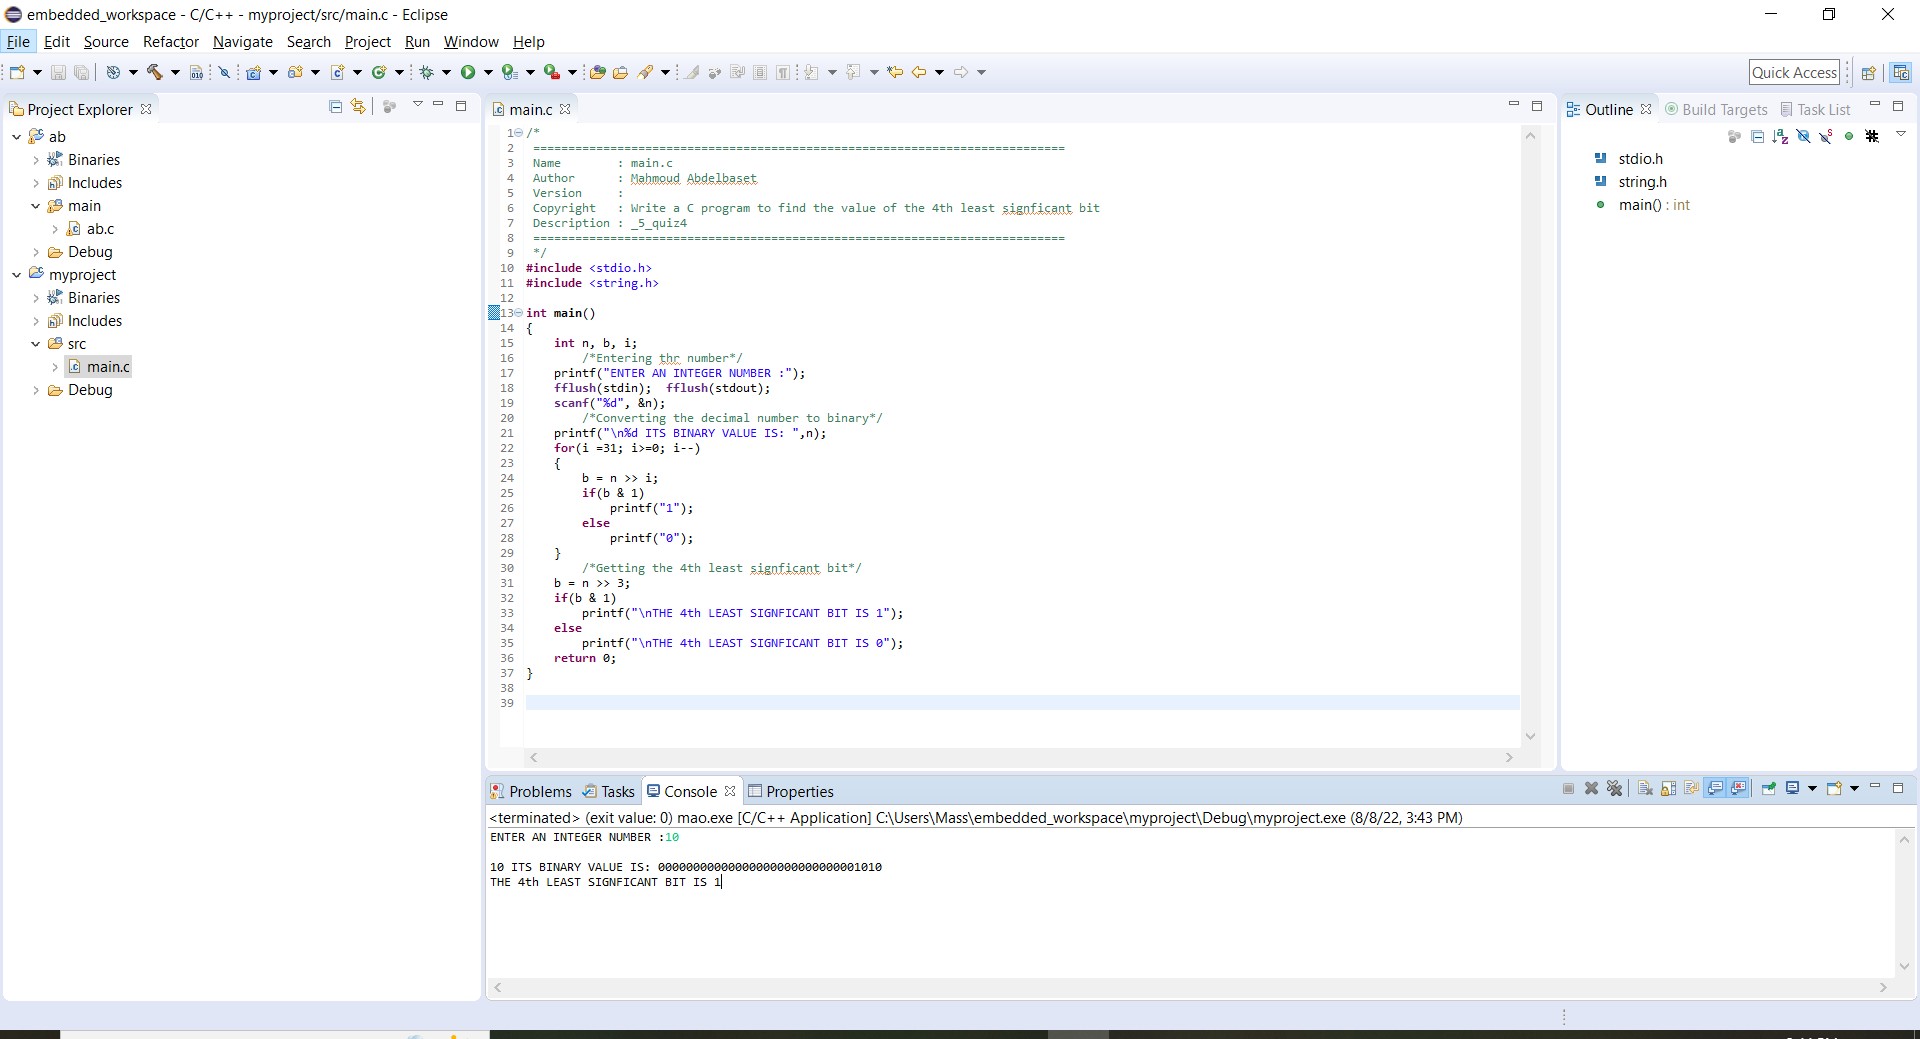 embedded_workspace - C/C++ - myproject/src/main.c - Eclipse
File Edit Source Refactor Navigate Search Project Run Window Help
Quick Access
Project Explorer
ab
Binaries
Includes
main
ab.c
Debug
myproject
Binaries
Includes
src
main.c
Debug
main.c
1 /*
2 ============================================================================
3 Name : main.c
4 Author : Mahmoud Abdelbaset
5 Version :
6 Copyright : Write a C program to find the value of the 4th least signficant bit
7 Description : _5_quiz4
8 ============================================================================
9 */
10 #include <stdio.h>
11 #include <string.h>
12
13 int main()
14 {
15 int n, b, i;
16 /*Entering thr number*/
17 printf("ENTER AN INTEGER NUMBER :");
18 fflush(stdin); fflush(stdout);
19 scanf("%d", &n);
20 /*Converting the decimal number to binary*/
21 printf("\n%d ITS BINARY VALUE IS: ",n);
22 for(i =31; i>=0; i--)
23 {
24 b = n >> i;
25 if(b & 1)
26 printf("1");
27 else
28 printf("0");
29 }
30 /*Getting the 4th least signficant bit*/
31 b = n >> 3;
32 if(b & 1)
33 printf("\nTHE 4th LEAST SIGNFICANT BIT IS 1");
34 else
35 printf("\nTHE 4th LEAST SIGNFICANT BIT IS 0");
36 return 0;
37 }
38
39
Outline Build Targets Task List
stdio.h
string.h
main() : int
Problems Tasks Console Properties
<terminated> (exit value: 0) mao.exe [C/C++ Application] C:\Users\Mass\embedded_workspace\myproject\Debug\myproject.exe (8/8/22, 3:43 PM)
ENTER AN INTEGER NUMBER :10
10 ITS BINARY VALUE IS: 00000000000000000000000000001010
THE 4th LEAST SIGNFICANT BIT IS 1